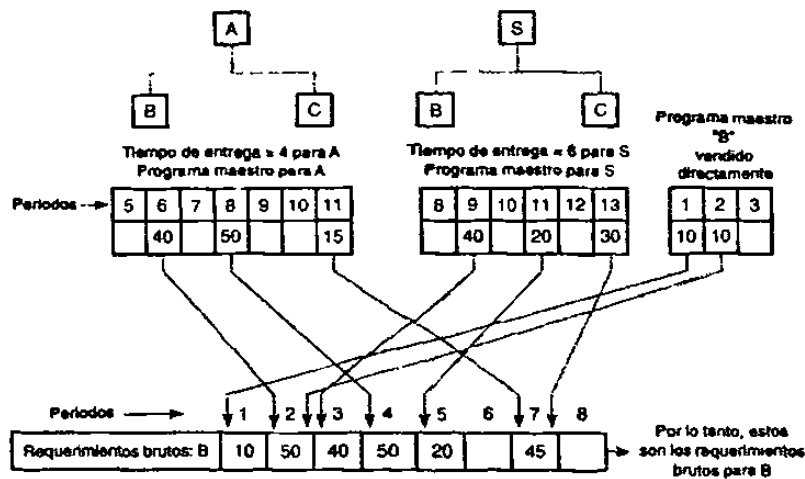 A
S
B
C
B
C
Programa maestro
"B"
vendido
directamente
Tiempo de entrega = 4 para A
Programa maestro para A
Tiempo de entrega = 6 para S
Programa maestro para S
Periodos
5 6 7 8 9 10 11
40 50 15
8 9 10 11 12 13
40 20 30
1 2 3
10 10
Periodos
1 2 3 4 5 6 7 8
Requerimientos brutos: B 10 50 40 50 20 45
Por lo tanto, estos
son los requerimientos
brutos para B